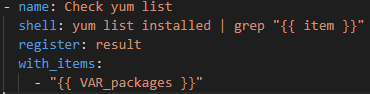 - name: Check yum list
shell: yum list installed | grep "{{ item }}"
register: result
with_items:
- "{{ VAR_packages }}"